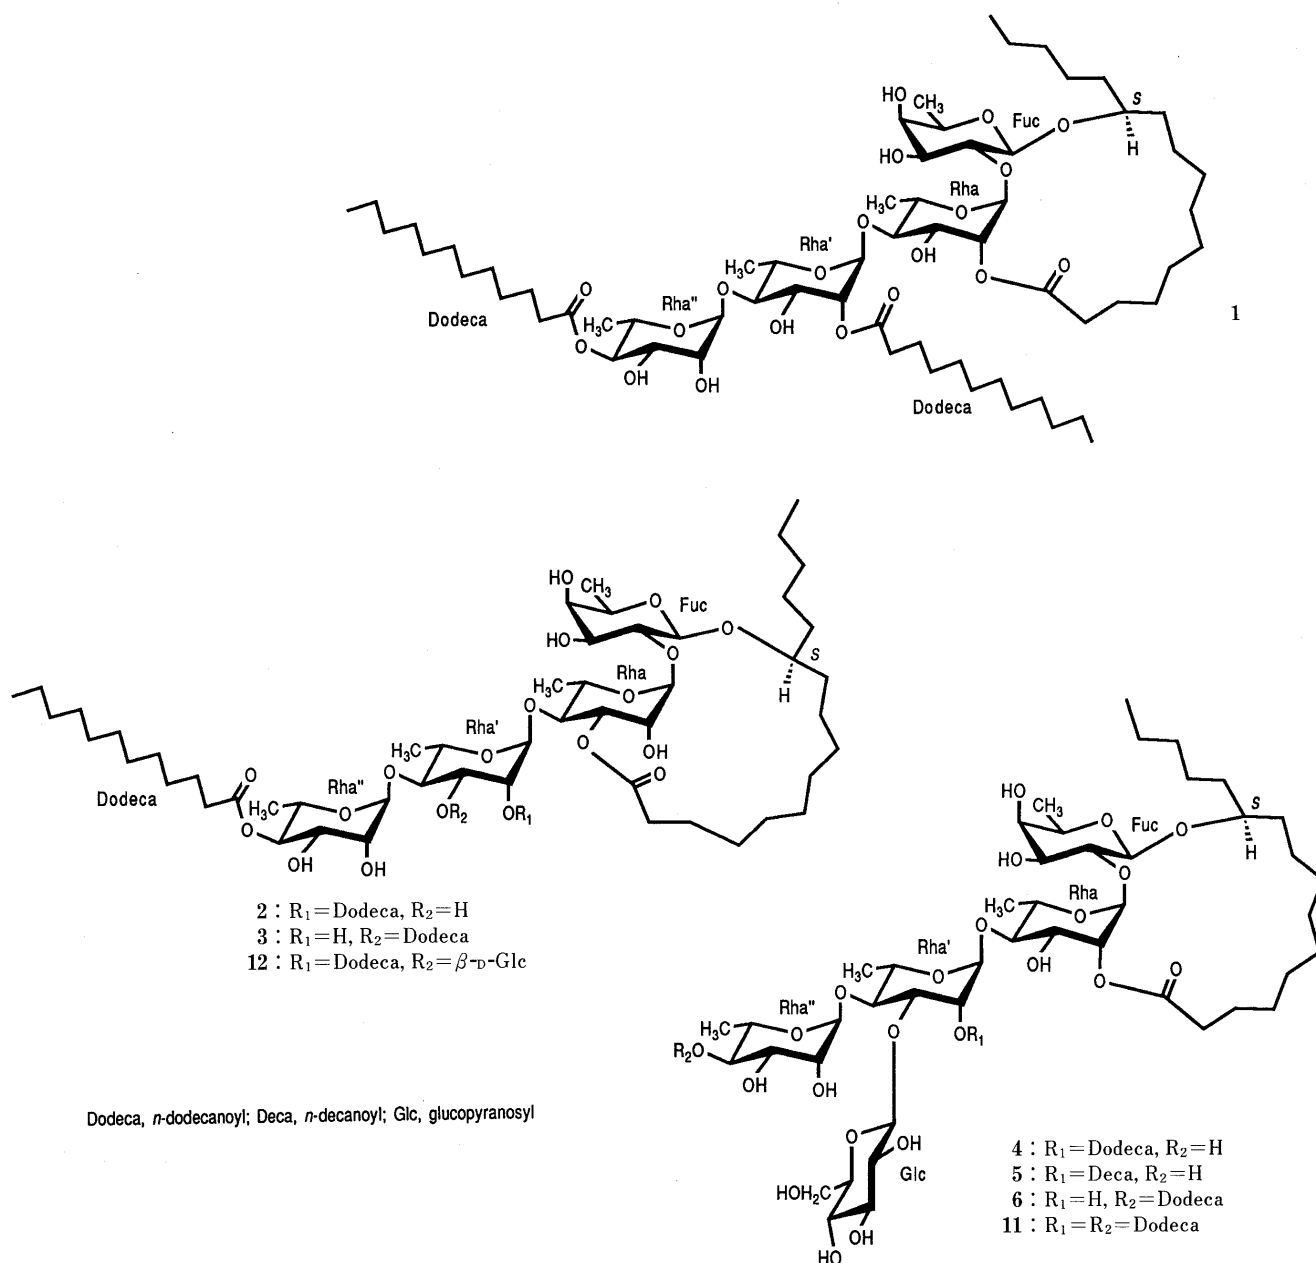 S
HO
CH3
O
Fuc
O
H
HO
O
Rha
H3C
O
O
O
Rha'
OH
O
H3C
O
O
Rha"
O
O
Dodeca
H3C
O
OH
O
1
O
OH
OH
Dodeca
HO
CH3
O
Fuc
O
S
HO
O
H
Rha
H3C
O
O
Rha'
OH
H3C
O
O
O
O
Rha"
O
Dodeca
H3C
O
OR2
OR1
O
OH
OH
2 : R1=Dodeca, R2=H
3 : R1=H, R2=Dodeca
12 : R1=Dodeca, R2=β-D-Glc
HO
CH3
O
Fuc
O
S
H
HO
O
Rha
H3C
O
O
Rha'
OH
O
O
H3C
O
O
Rha"
OR1
H3C
O
O
R2O
OH
OH
O
OH
Glc
HOH2C
OH
HO
Dodeca, n-dodecanoyl; Deca, n-decanoyl; Glc, glucopyranosyl
4 : R1=Dodeca, R2=H
5 : R1=Deca, R2=H
6 : R1=H, R2=Dodeca
11 : R1=R2=Dodeca